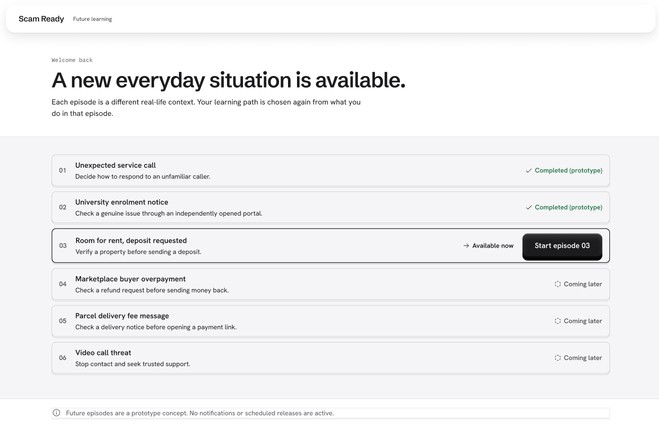 Scam Ready Future learning
Welcome back
A new everyday situation is available.
Each episode is a different real-life context. Your learning path is chosen again from what you
do in that episode.
01 Unexpected service call
Decide how to respond to an unfamiliar caller.
Completed (prototype)
02 University enrolment notice
Check a genuine issue through an independently opened portal.
Completed (prototype)
03 Room for rent, deposit requested
Verify a property before sending a deposit.
→ Available now Start episode 03
04 Marketplace buyer overpayment
Check a refund request before sending money back.
Coming later
05 Parcel delivery fee message
Check a delivery notice before opening a payment link.
Coming later
06 Video call threat
Stop contact and seek trusted support.
Coming later
Future episodes are a prototype concept. No notifications or scheduled releases are active.